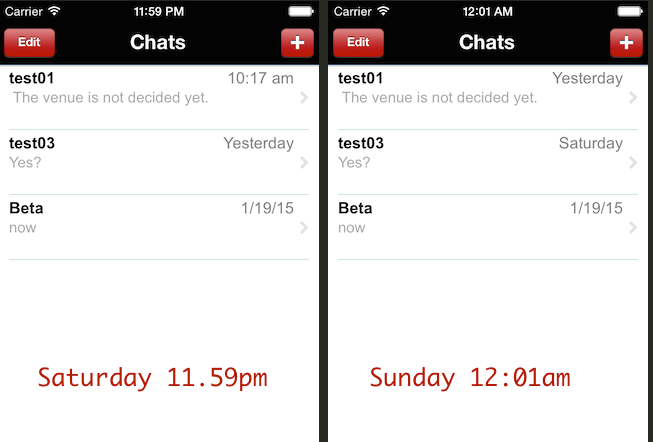 Carrier 11:59 PM
Edit Chats +
test01 10:17 am
The venue is not decided yet.
test03 Yesterday
Yes?
Beta 1/19/15
now
Saturday 11.59pm
Carrier 12:01 AM
Edit Chats +
test01 Yesterday
The venue is not decided yet.
test03 Saturday
Yes?
Beta 1/19/15
now
Sunday 12:01am